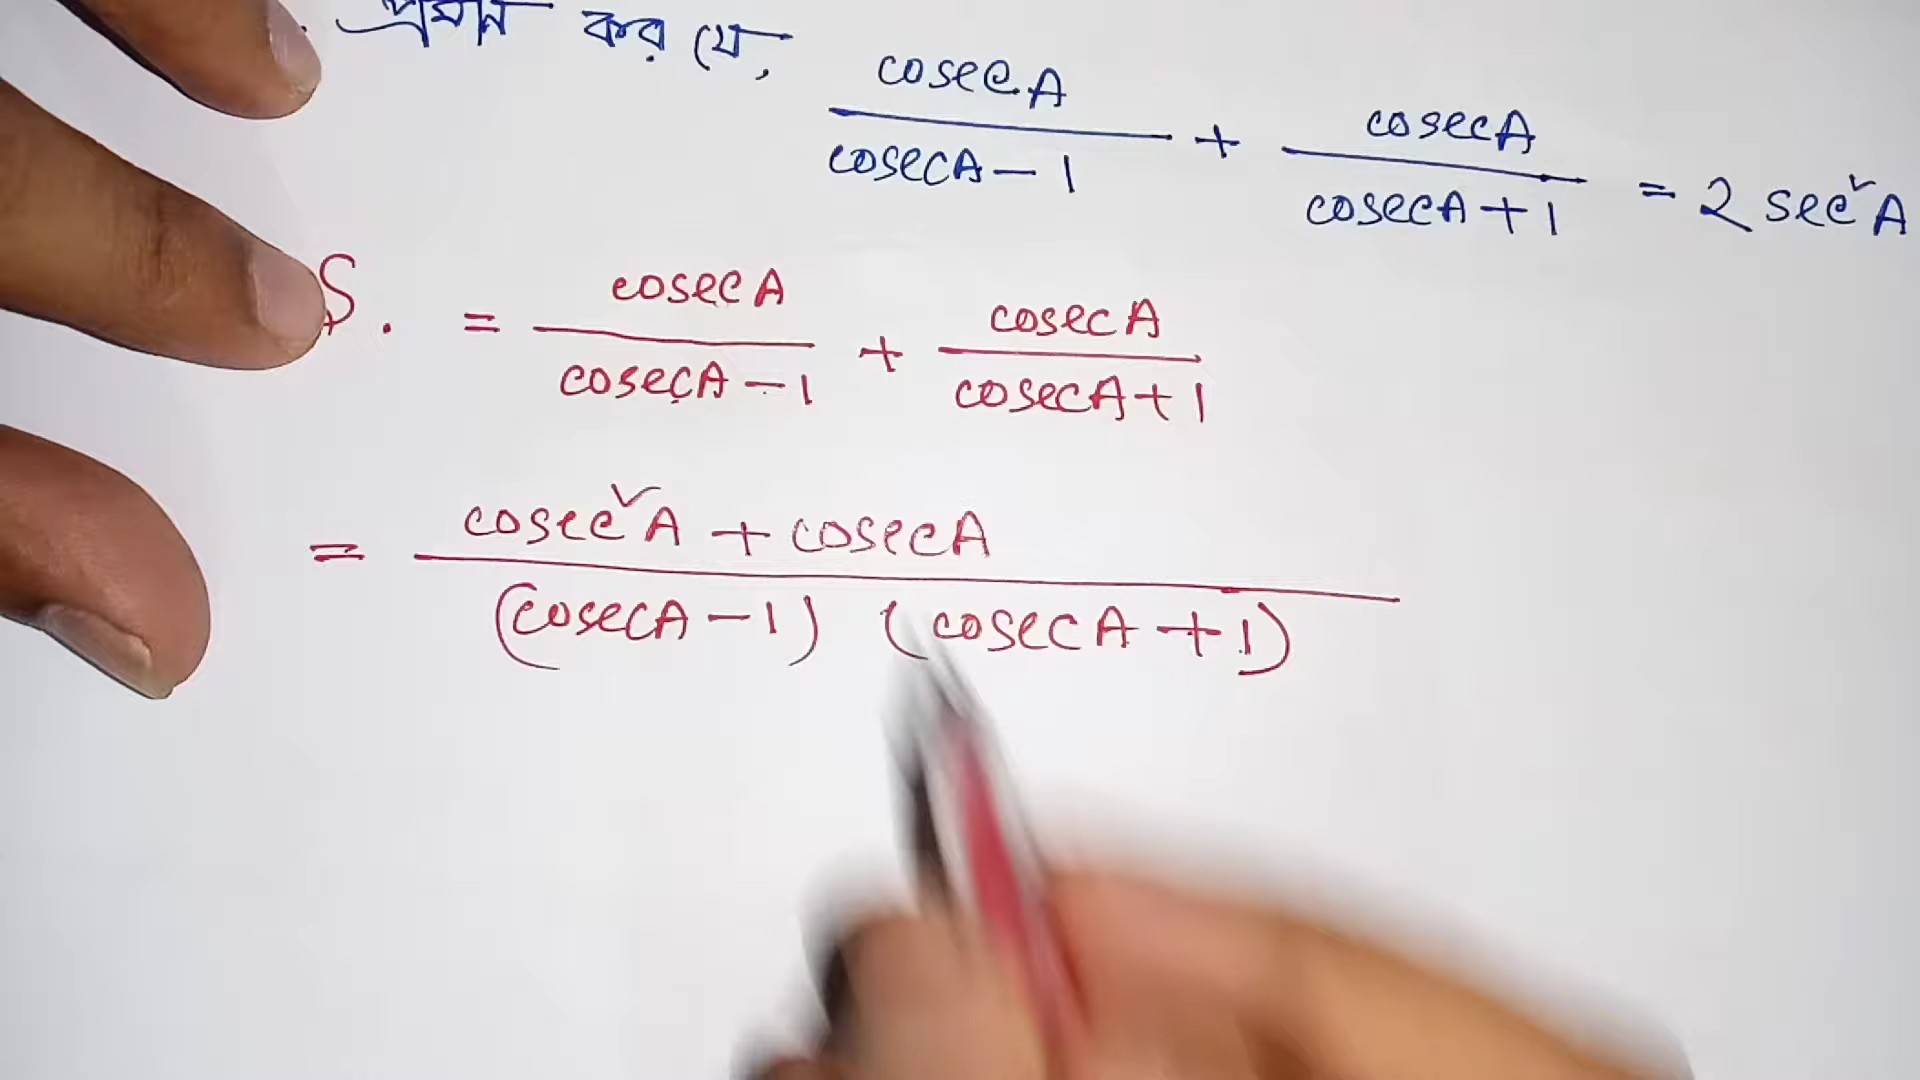 প্রমান কর যে, cosecA/(cosecA-1) + cosecA/(cosecA+1) = 2 sec²A
S. = cosecA/(cosecA-1) + cosecA/(cosecA+1)
= (cosec²A + cosecA)/((cosecA-1) (cosecA+1))